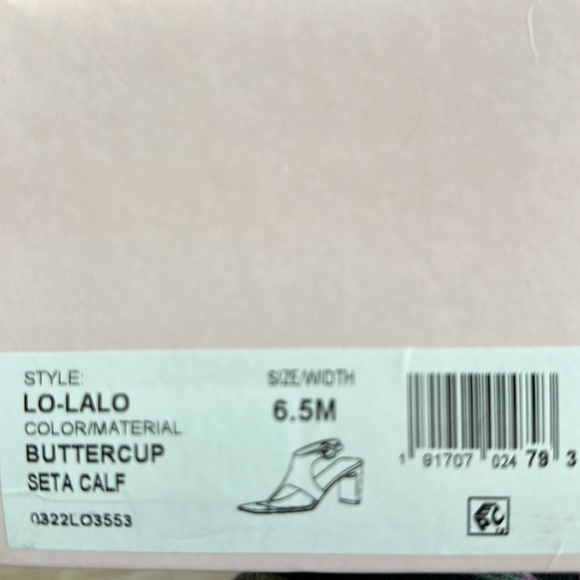 STYLE:
LO-LALO
COLOR/MATERIAL
BUTTERCUP
SETA CALF
0322LO3553
SIZE/WIDTH
6.5M
1 91707 024 79 3